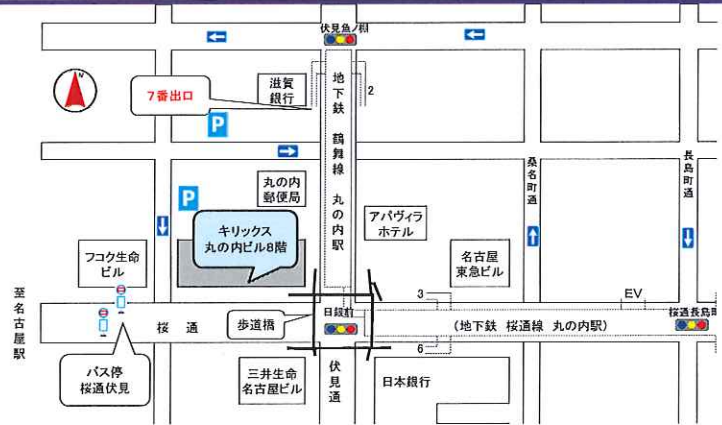 伏見魚ノ棚
N
7番出口
滋賀
銀行
2
地下鉄 鶴舞線 丸の内駅
P
P
丸の内
郵便局
桑名町通
長島町通
キリックス
丸の内ビル8階
アパヴィラ
ホテル
フコク生命
ビル
名古屋
東急ビル
至名古屋駅
3
EV
桜通
歩道橋
日銀前
(地下鉄 桜通線 丸の内駅)
桜通長島町
6
バス停
桜通伏見
三井生命
名古屋ビル
伏見通
日本銀行